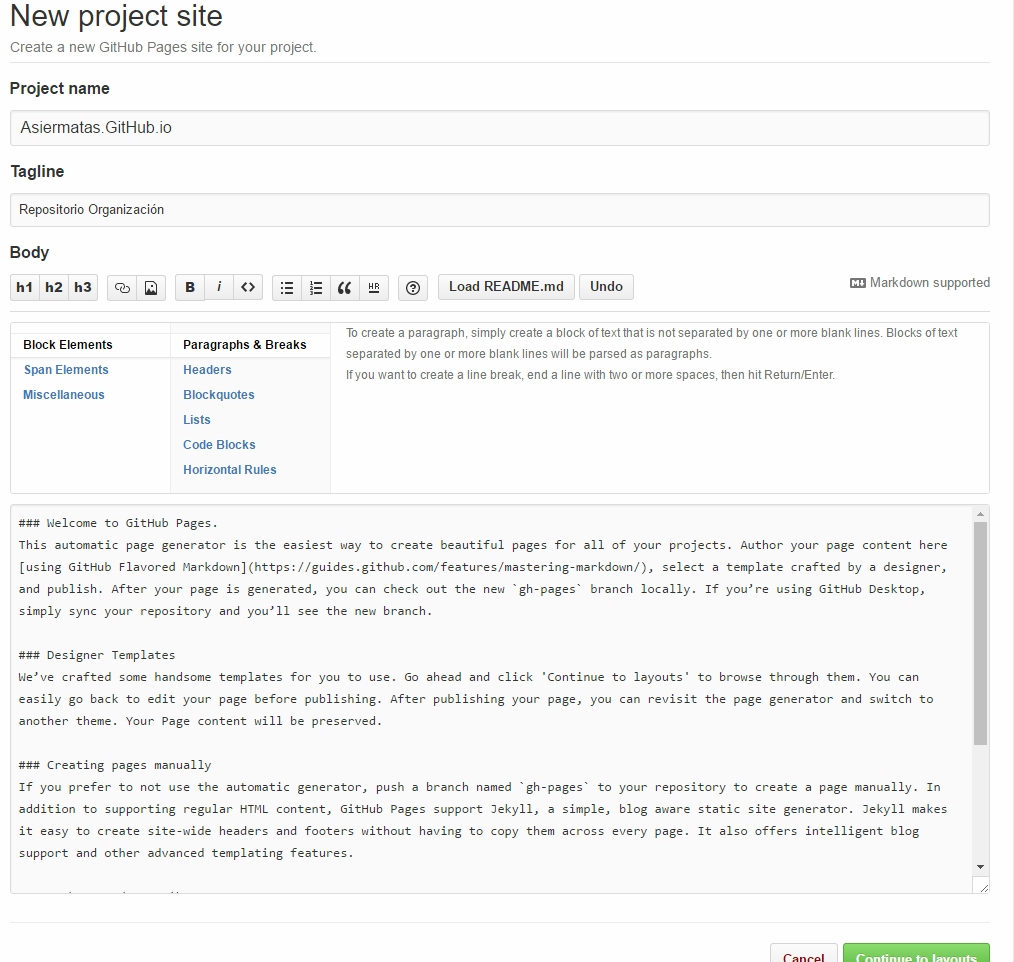 New project site
Create a new GitHub Pages site for your project.
Project name
Asiermatas.GitHub.io
Tagline
Repositorio Organización
Body
h1 h2 h3 B i <> HR Load README.md Undo Markdown supported
Block Elements
Span Elements
Miscellaneous
Paragraphs & Breaks
Headers
Blockquotes
Lists
Code Blocks
Horizontal Rules
To create a paragraph, simply create a block of text that is not separated by one or more blank lines. Blocks of text
separated by one or more blank lines will be parsed as paragraphs.
If you want to create a line break, end a line with two or more spaces, then hit Return/Enter.
### Welcome to GitHub Pages.
This automatic page generator is the easiest way to create beautiful pages for all of your projects. Author your page content here
[using GitHub Flavored Markdown](https://guides.github.com/features/mastering-markdown/), select a template crafted by a designer,
and publish. After your page is generated, you can check out the new `gh-pages` branch locally. If you’re using GitHub Desktop,
simply sync your repository and you’ll see the new branch.
### Designer Templates
We’ve crafted some handsome templates for you to use. Go ahead and click 'Continue to layouts' to browse through them. You can
easily go back to edit your page before publishing. After publishing your page, you can revisit the page generator and switch to
another theme. Your Page content will be preserved.
### Creating pages manually
If you prefer to not use the automatic generator, push a branch named `gh-pages` to your repository to create a page manually. In
addition to supporting regular HTML content, GitHub Pages support Jekyll, a simple, blog aware static site generator. Jekyll makes
it easy to create site-wide headers and footers without having to copy them across every page. It also offers intelligent blog
support and other advanced templating features.
Cancel Continue to layouts